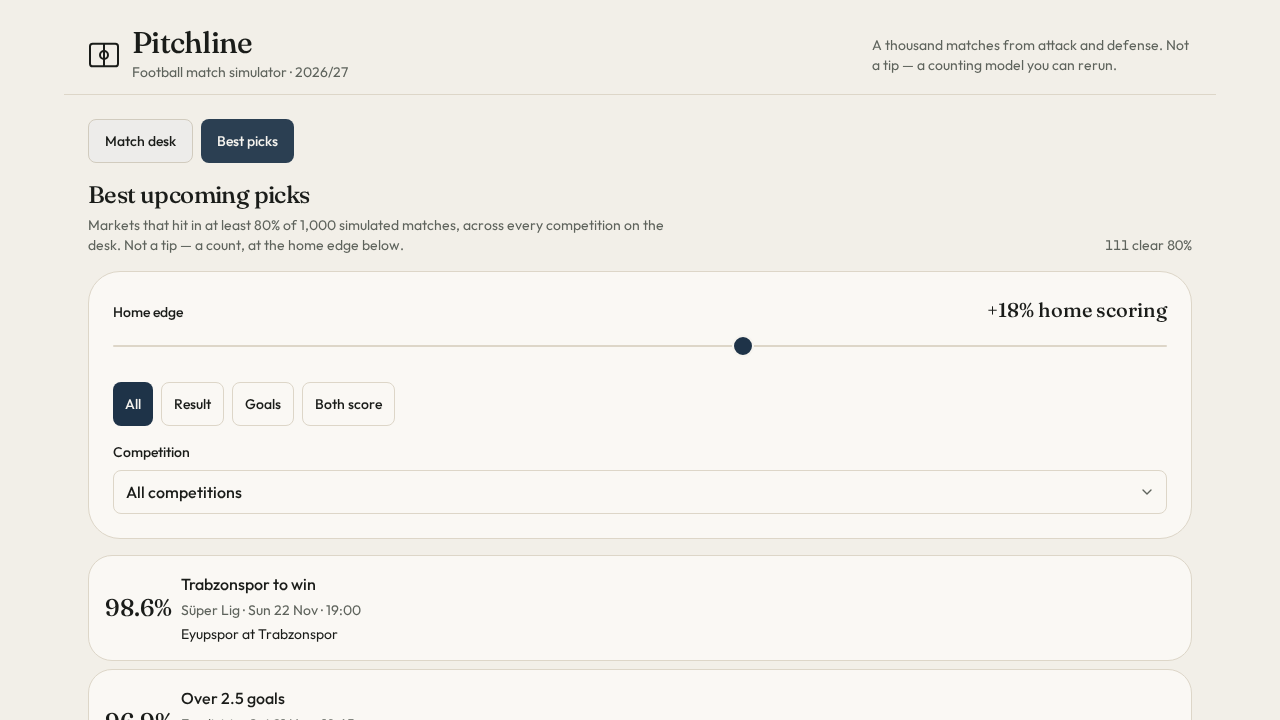 Pitchline
Football match simulator · 2026/27
A thousand matches from attack and defense. Not
a tip — a counting model you can rerun.
Match desk
Best picks
Best upcoming picks
Markets that hit in at least 80% of 1,000 simulated matches, across every competition on the
desk. Not a tip — a count, at the home edge below.
111 clear 80%
Home edge
+18% home scoring
All
Result
Goals
Both score
Competition
All competitions
98.6%
Trabzonspor to win
Süper Lig · Sun 22 Nov · 19:00
Eyupspor at Trabzonspor
Over 2.5 goals